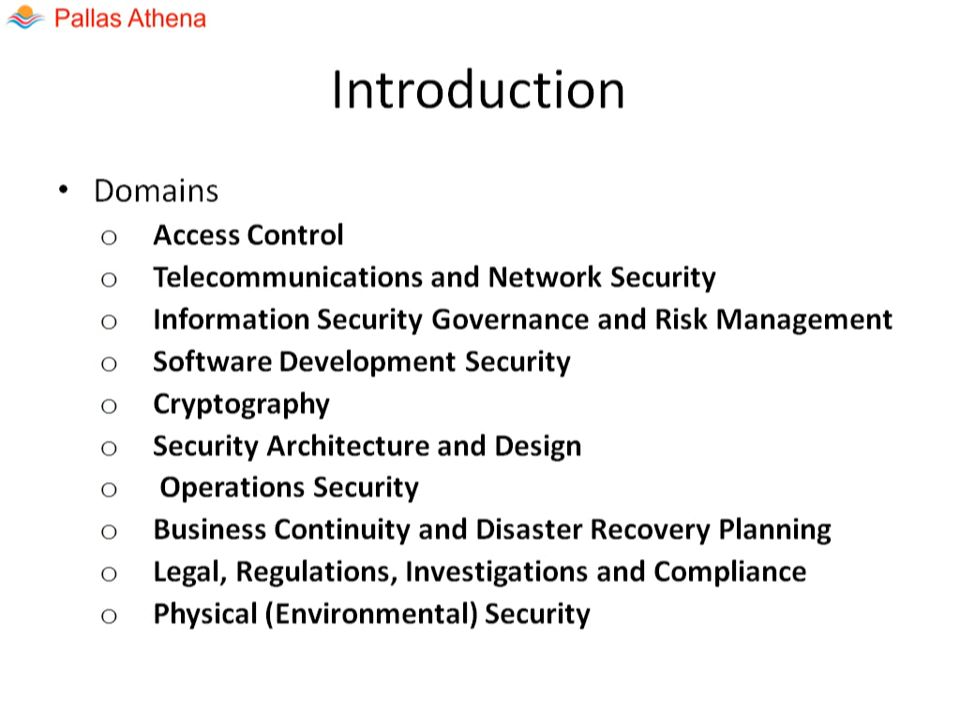 Pallas Athena
Introduction
• Domains
o Access Control
o Telecommunications and Network Security
o Information Security Governance and Risk Management
o Software Development Security
o Cryptography
o Security Architecture and Design
o Operations Security
o Business Continuity and Disaster Recovery Planning
o Legal, Regulations, Investigations and Compliance
o Physical (Environmental) Security